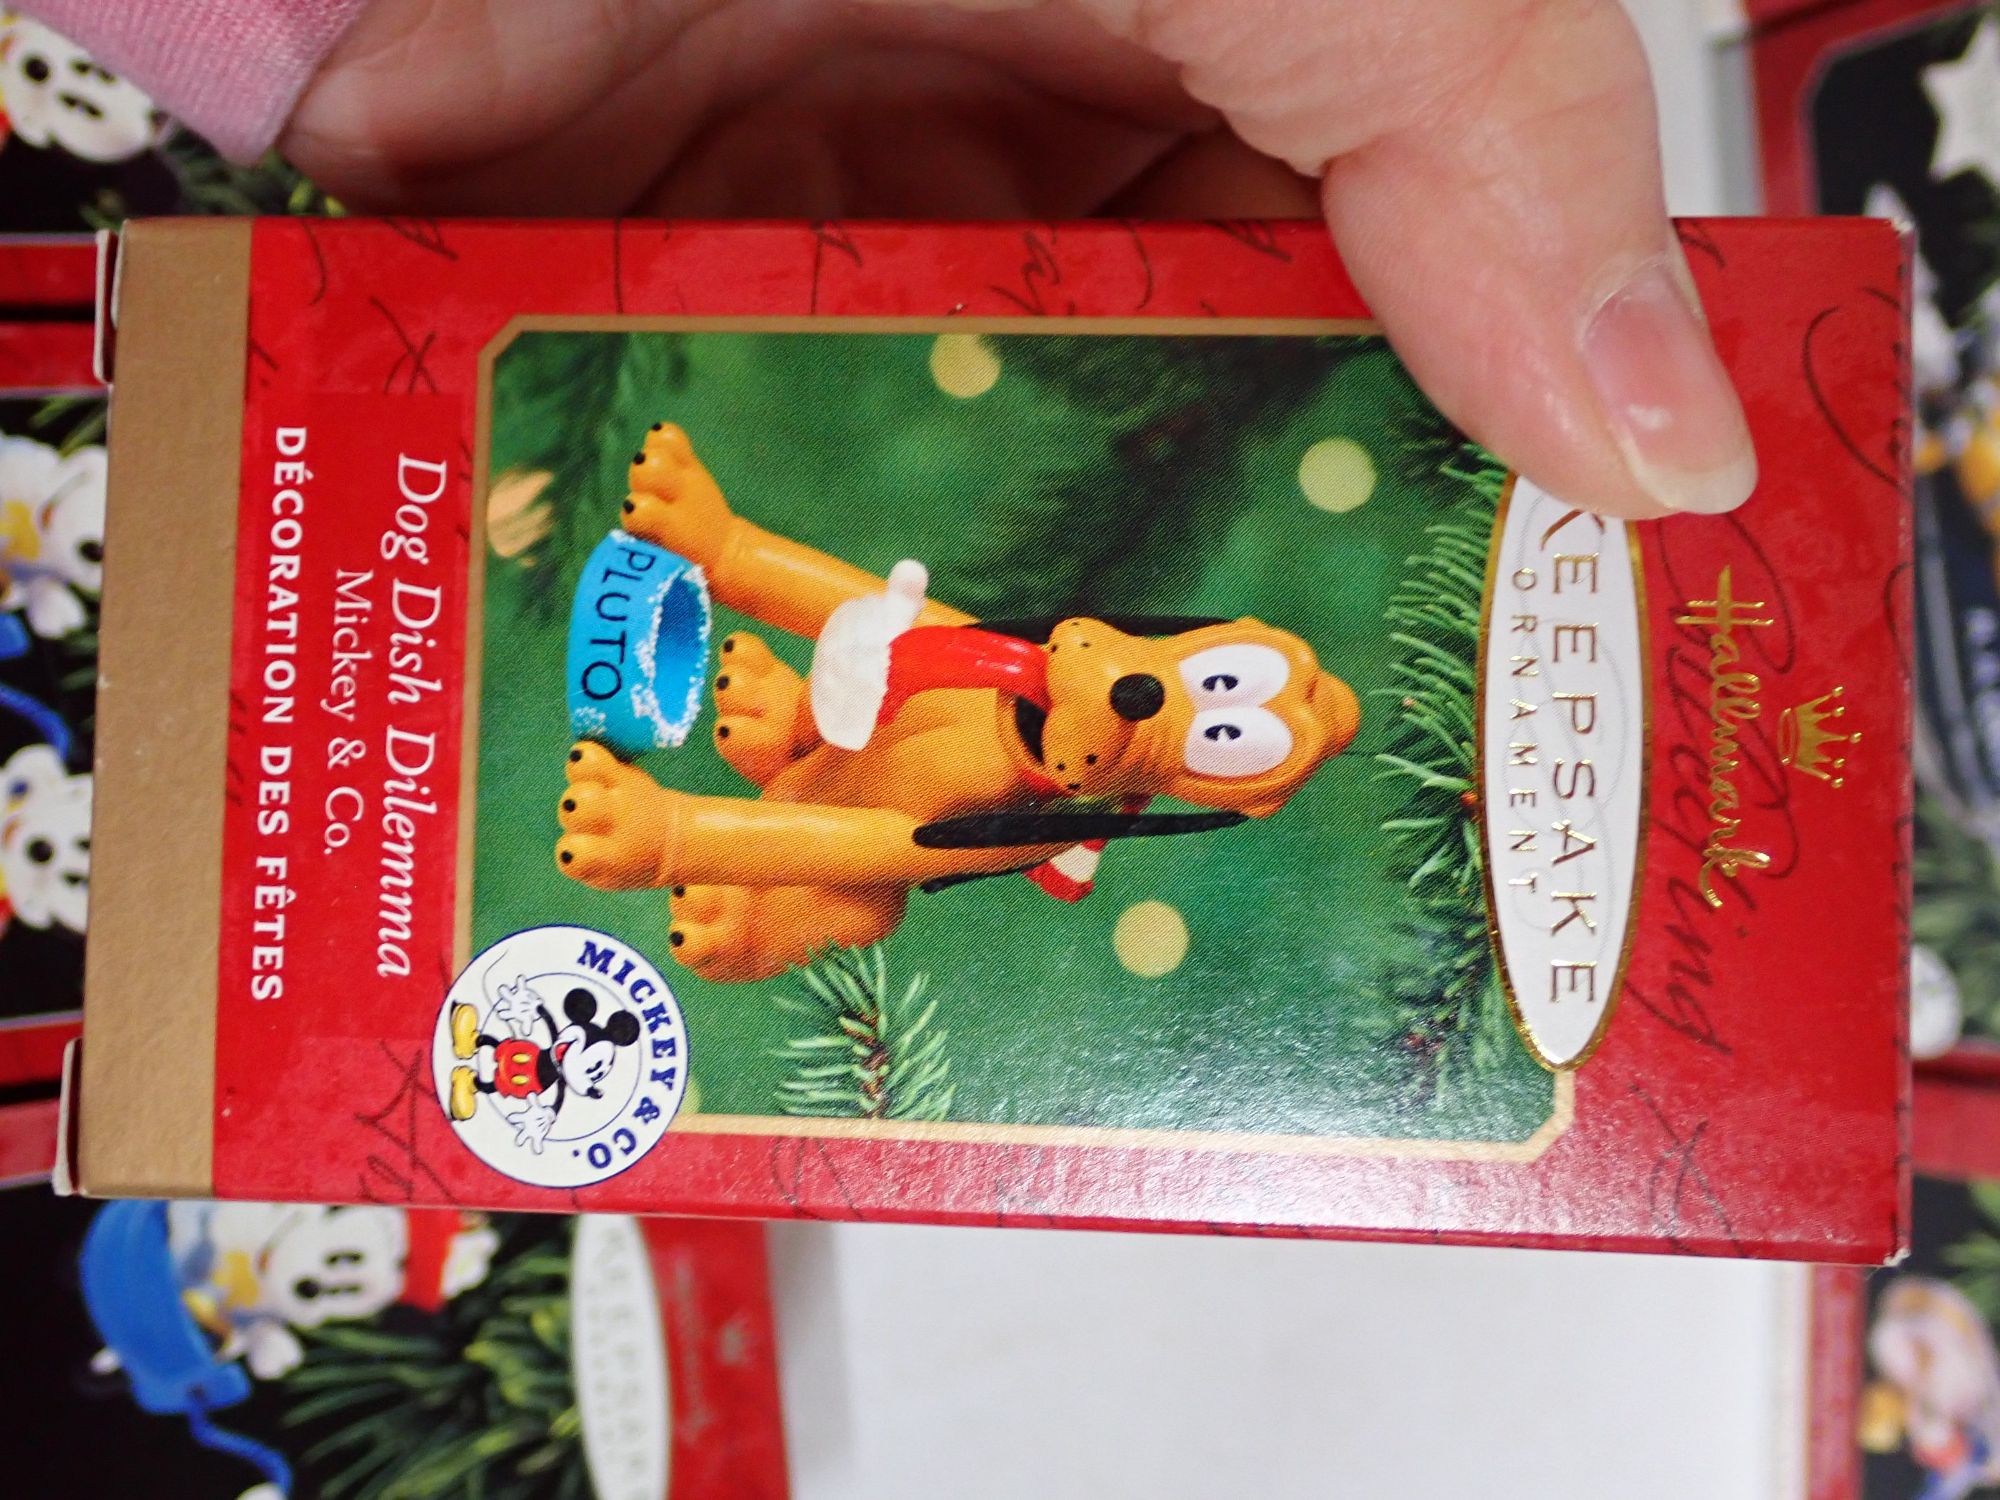 Hallmark
KEEPSAKE
ORNAMENT
PLUTO
MICKEY & CO.
Dog Dish Dilemma
Mickey & Co.
DÉCORATION DES FÊTES